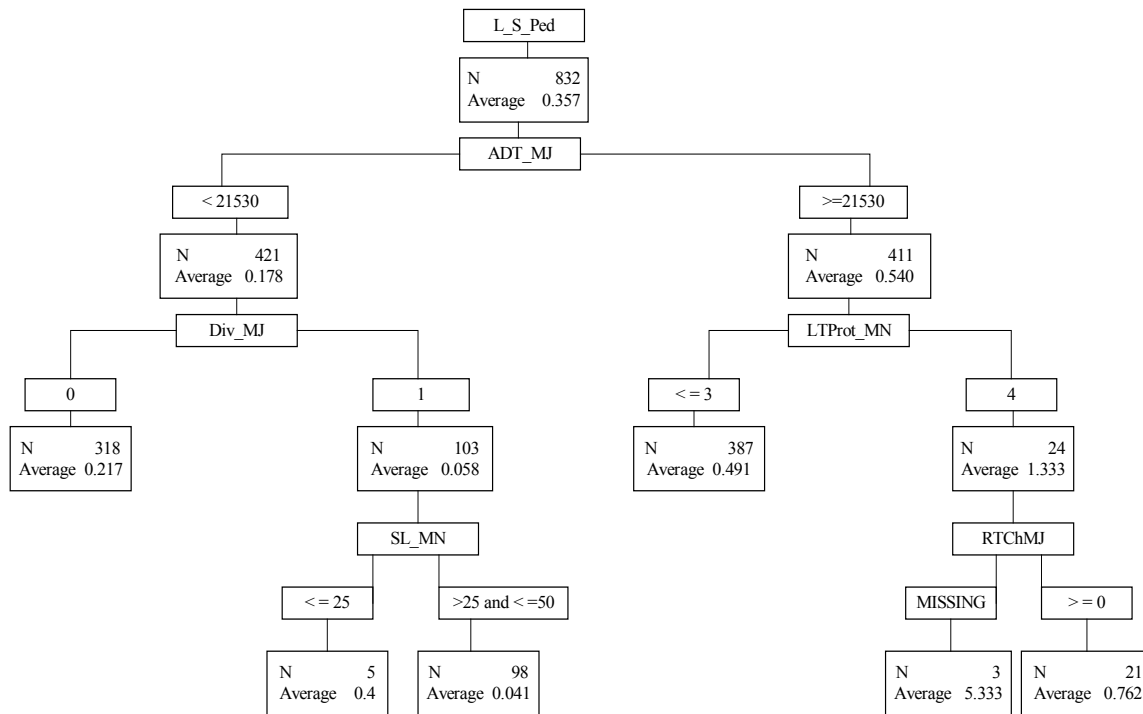 L_S_Ped
N 832
Average 0.357
ADT_MJ
< 21530
>=21530
N 421
Average 0.178
N 411
Average 0.540
Div_MJ
LTProt_MN
0
1
< = 3
4
N 318
Average 0.217
N 103
Average 0.058
N 387
Average 0.491
N 24
Average 1.333
SL_MN
RTChMJ
< = 25
>25 and < =50
MISSING
> = 0
N 5
Average 0.4
N 98
Average 0.041
N 3
Average 5.333
N 21
Average 0.762